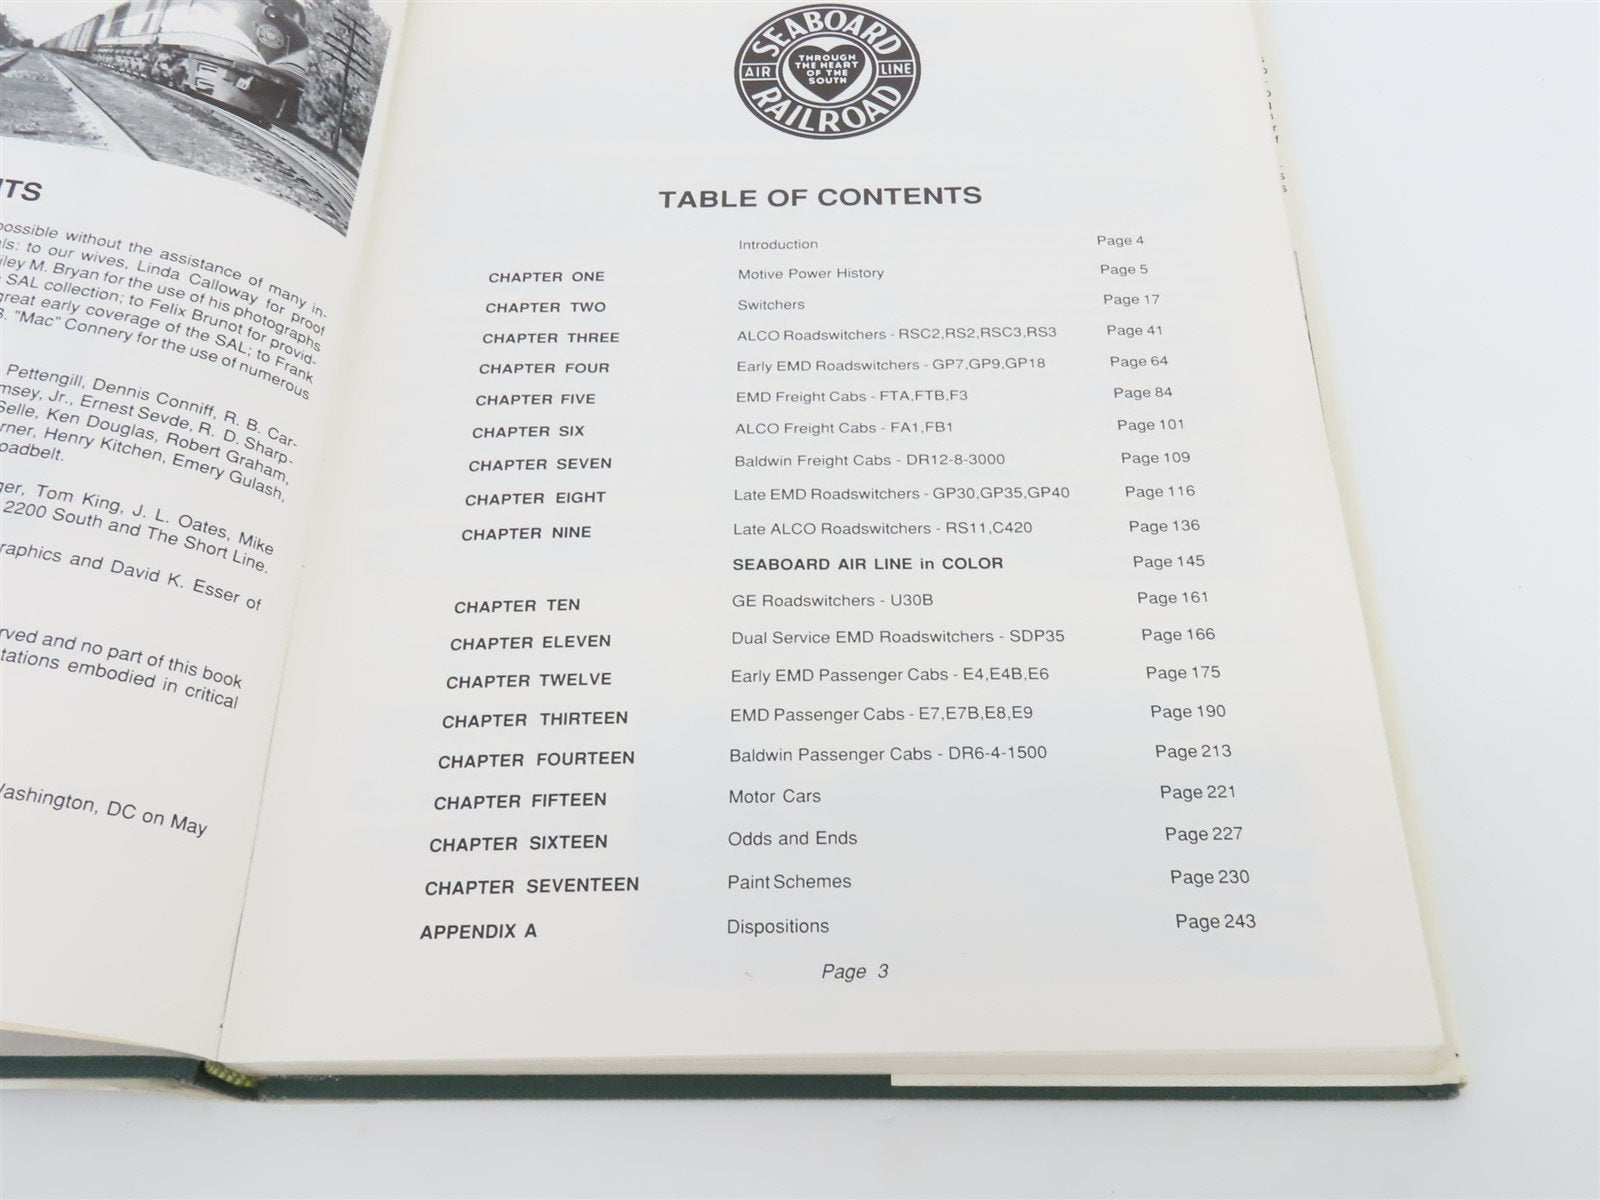 ITS
possible without the assistance of many in-
ls: to our wives, Linda Calloway for proof
iley M. Bryan for the use of his photographs
SAL collection; to Felix Brunot for provid-
great early coverage of the SAL; to Frank
B. "Mac" Connery for the use of numerous
Pettengill, Dennis Conniff, R. B. Car-
msey, Jr., Ernest Sevde, R. D. Sharp-
Selle, Ken Douglas, Robert Graham,
rner, Henry Kitchen, Emery Gulash,
oadbelt.
ger, Tom King, J. L. Oates, Mike
2200 South and The Short Line.
raphics and David K. Esser of
rved and no part of this book
tations embodied in critical
Washington, DC on May
SEABOARD
AIR LINE
RAILROAD
THROUGH
THE HEART
OF THE
SOUTH
TABLE OF CONTENTS
Introduction Page 4
CHAPTER ONE Motive Power History Page 5
CHAPTER TWO Switchers Page 17
CHAPTER THREE ALCO Roadswitchers - RSC2,RS2,RSC3,RS3 Page 41
CHAPTER FOUR Early EMD Roadswitchers - GP7,GP9,GP18 Page 64
CHAPTER FIVE EMD Freight Cabs - FTA,FTB,F3 Page 84
CHAPTER SIX ALCO Freight Cabs - FA1,FB1 Page 101
CHAPTER SEVEN Baldwin Freight Cabs - DR12-8-3000 Page 109
CHAPTER EIGHT Late EMD Roadswitchers - GP30,GP35,GP40 Page 116
CHAPTER NINE Late ALCO Roadswitchers - RS11,C420 Page 136
SEABOARD AIR LINE in COLOR Page 145
CHAPTER TEN GE Roadswitchers - U30B Page 161
CHAPTER ELEVEN Dual Service EMD Roadswitchers - SDP35 Page 166
CHAPTER TWELVE Early EMD Passenger Cabs - E4,E4B,E6 Page 175
CHAPTER THIRTEEN EMD Passenger Cabs - E7,E7B,E8,E9 Page 190
CHAPTER FOURTEEN Baldwin Passenger Cabs - DR6-4-1500 Page 213
CHAPTER FIFTEEN Motor Cars Page 221
CHAPTER SIXTEEN Odds and Ends Page 227
CHAPTER SEVENTEEN Paint Schemes Page 230
APPENDIX A Dispositions Page 243
Page 3